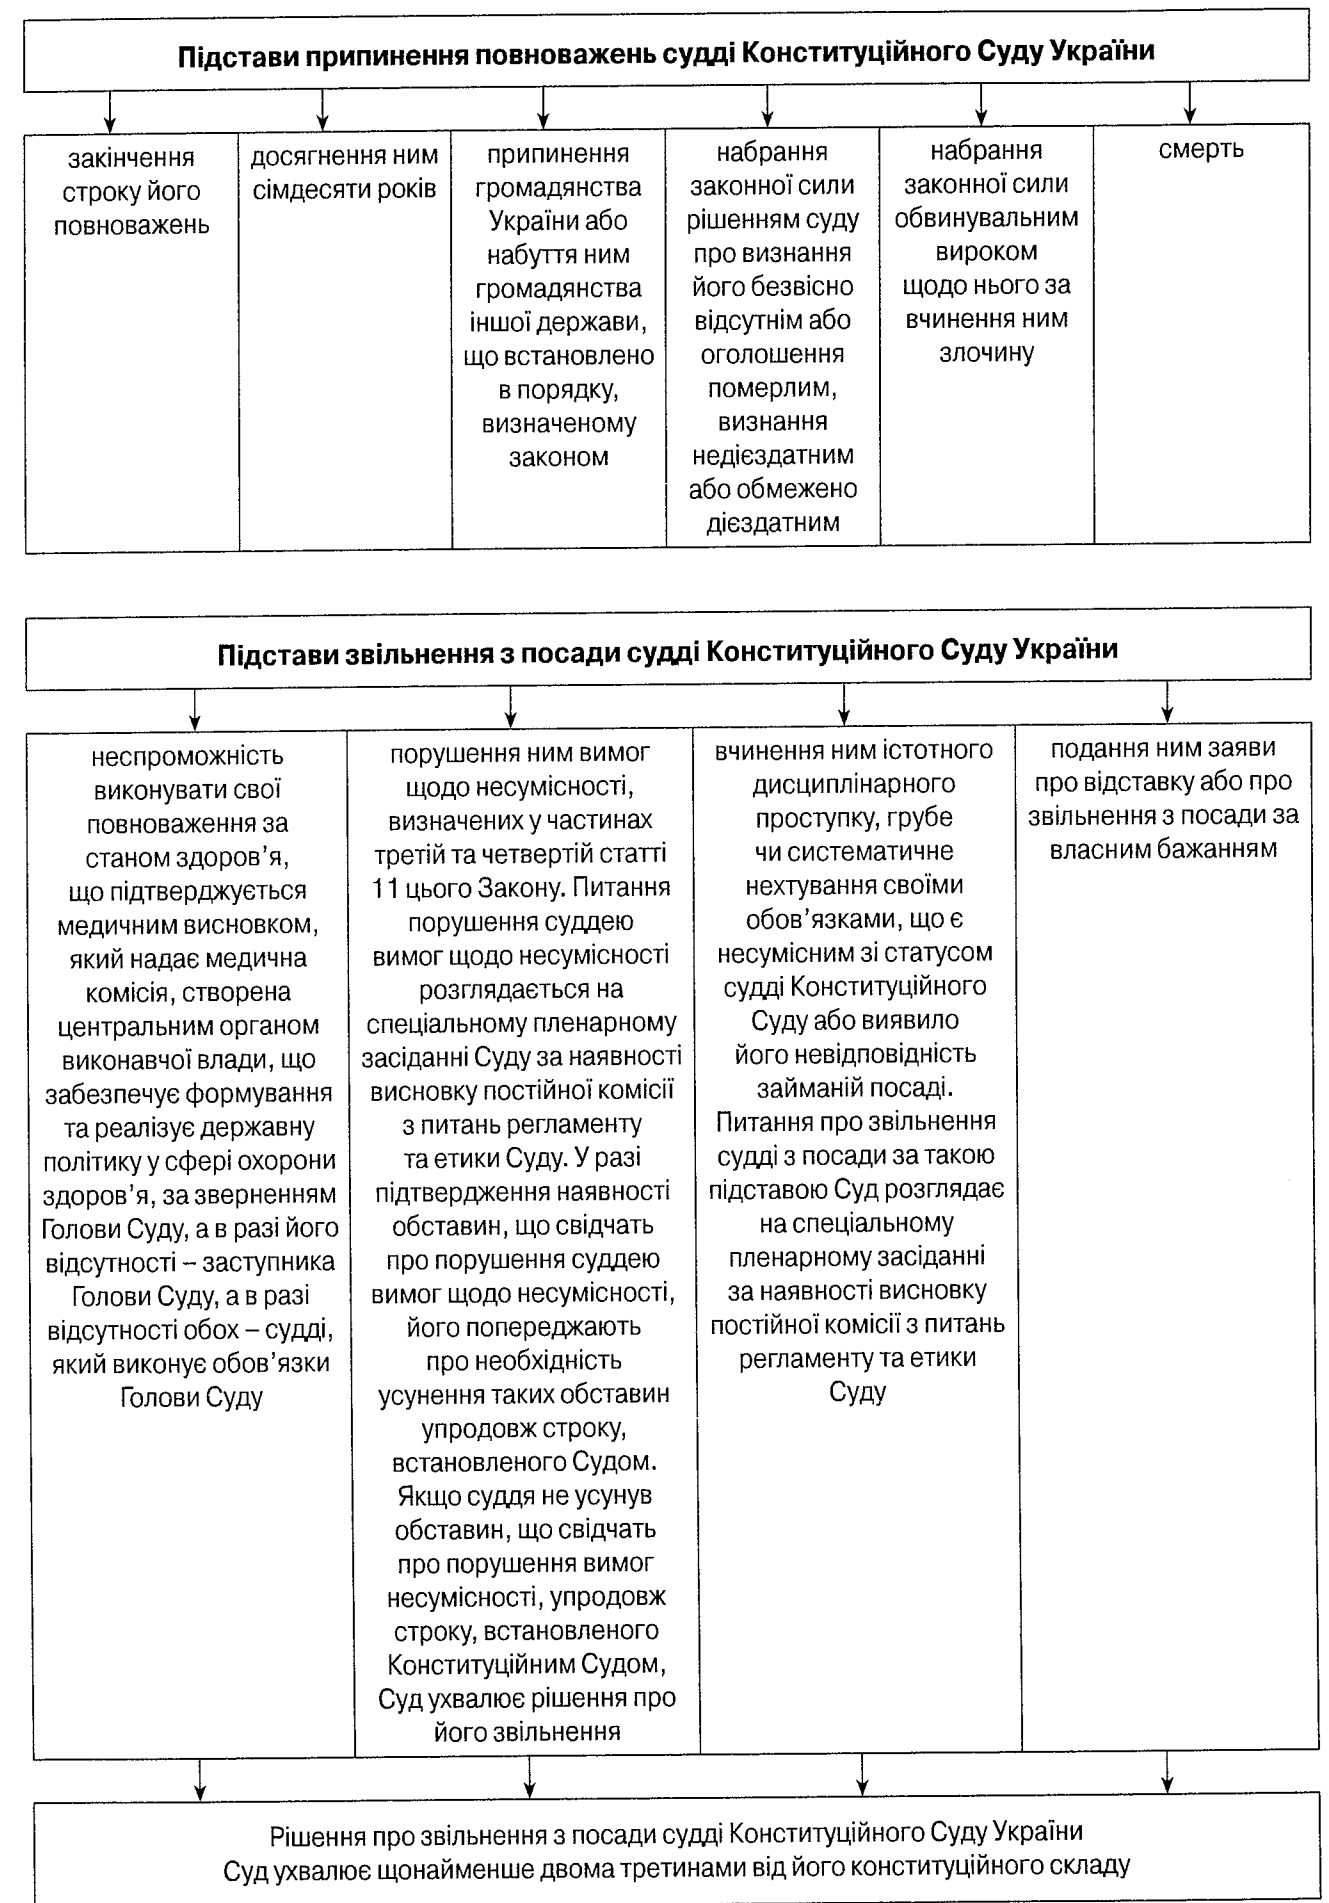 Підстави припинення повноважень судді Конституційного Суду України
закінчення
строку його
повноважень
досягнення ним
сімдесяти років
припинення
громадянства
України або
набуття ним
громадянства
іншої держави,
що встановлено
в порядку,
визначеному
законом
набрання
законної сили
рішенням суду
про визнання
його безвісно
відсутнім або
оголошення
померлим,
визнання
недієздатним
або обмежено
дієздатним
набрання
законної сили
обвинувальним
вироком
щодо нього за
вчинення ним
злочину
смерть
Підстави звільнення з посади судді Конституційного Суду України
неспроможність
виконувати свої
повноваження за
станом здоров’я,
що підтверджується
медичним висновком,
який надає медична
комісія, створена
центральним органом
виконавчої влади, що
забезпечує формування
та реалізує державну
політику у сфері охорони
здоров’я, за зверненням
Голови Суду, а в разі його
відсутності – заступника
Голови Суду, а в разі
відсутності обох – судді,
який виконує обов’язки
Голови Суду
порушення ним вимог
щодо несумісності,
визначених у частинах
третій та четвертій статті
11 цього Закону. Питання
порушення суддею
вимог щодо несумісності
розглядається на
спеціальному пленарному
засіданні Суду за наявності
висновку постійної комісії
з питань регламенту
та етики Суду. У разі
підтвердження наявності
обставин, що свідчать
про порушення суддею
вимог щодо несумісності,
його попереджають
про необхідність
усунення таких обставин
упродовж строку,
встановленого Судом.
Якщо суддя не усунув
обставин, що свідчать
про порушення вимог
несумісності, упродовж
строку, встановленого
Конституційним Судом,
Суд ухвалює рішення про
його звільнення
вчинення ним істотного
дисциплінарного
проступку, грубе
чи систематичне
нехтування своїми
обов’язками, що є
несумісним зі статусом
судді Конституційного
Суду або виявило
його невідповідність
займаній посаді.
Питання про звільнення
судді з посади за такою
підставою Суд розглядає
на спеціальному
пленарному засіданні
за наявності висновку
постійної комісії з питань
регламенту та етики
Суду
подання ним заяви
про відставку або про
звільнення з посади за
власним бажанням
Рішення про звільнення з посади судді Конституційного Суду України
Суд ухвалює щонайменше двома третинами від його конституційного складу